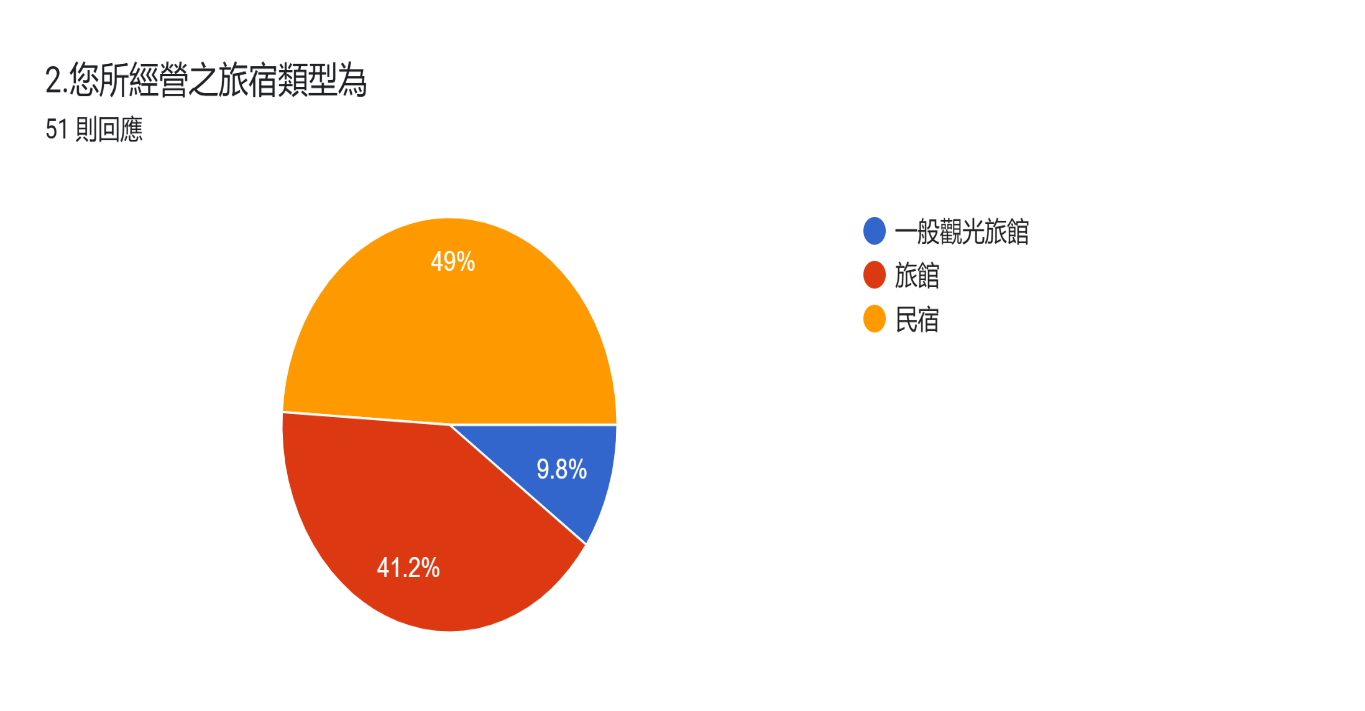 2.您所經營之旅宿類型為
51 則回應
49%
9.8%
41.2%
一般觀光旅館
旅館
民宿